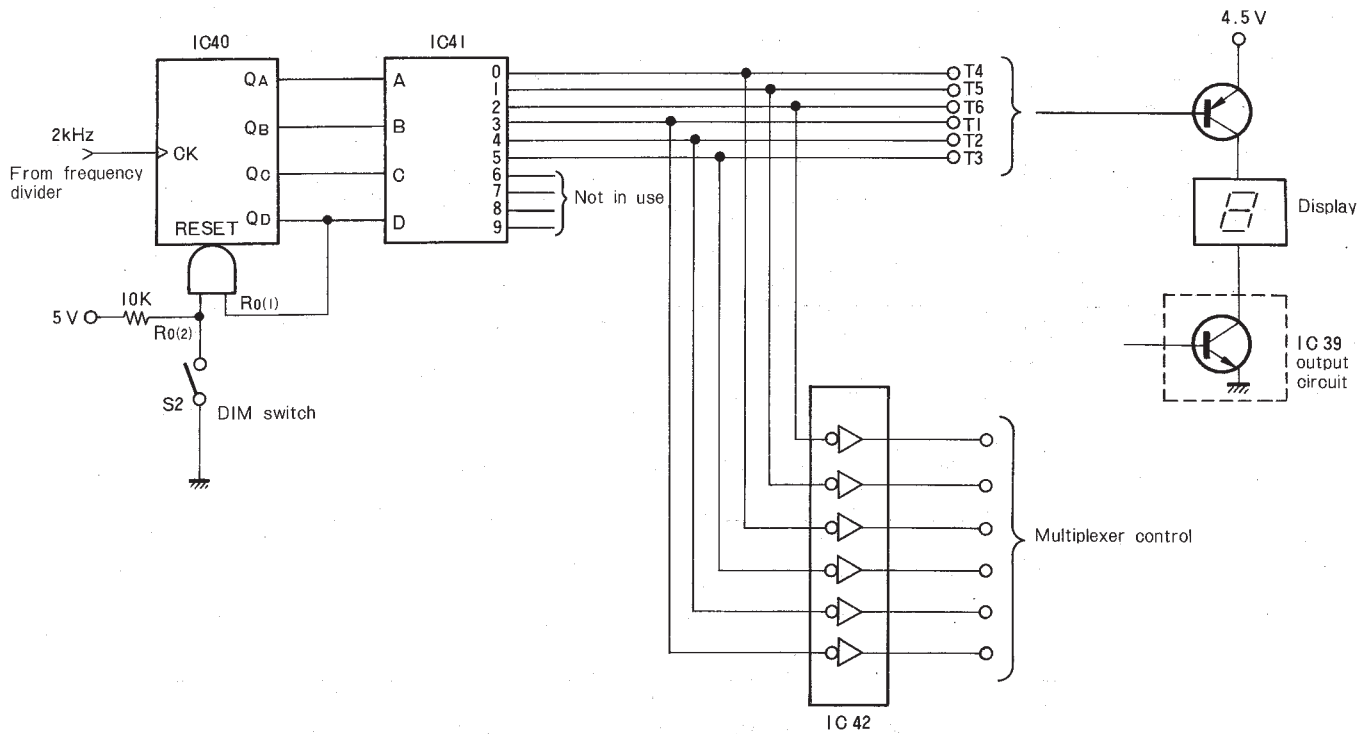 4.5 V
IC40
IC41
QA
A
0
T4
1
T5
2
T6
QB
B
3
T1
2kHz
4
T2
CK
5
T3
From frequency
divider
QC
C
6
7
Not in use
8
9
QD
D
RESET
Display
10K
R0(1)
5 V
R0(2)
IC 39
output
circuit
S2
DIM switch
Multiplexer control
IC 42